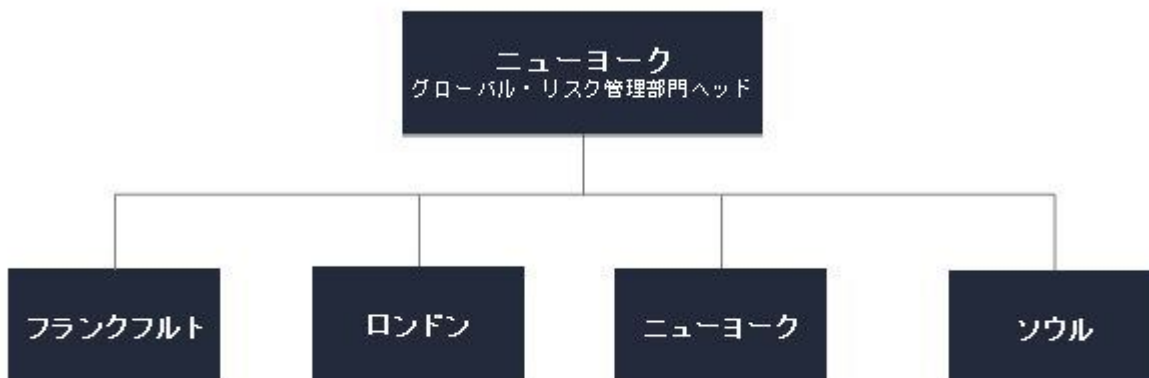 ニューヨーク
グローバル・リスク管理部門ヘッド
フランクフルト
ロンドン
ニューヨーク
ソウル